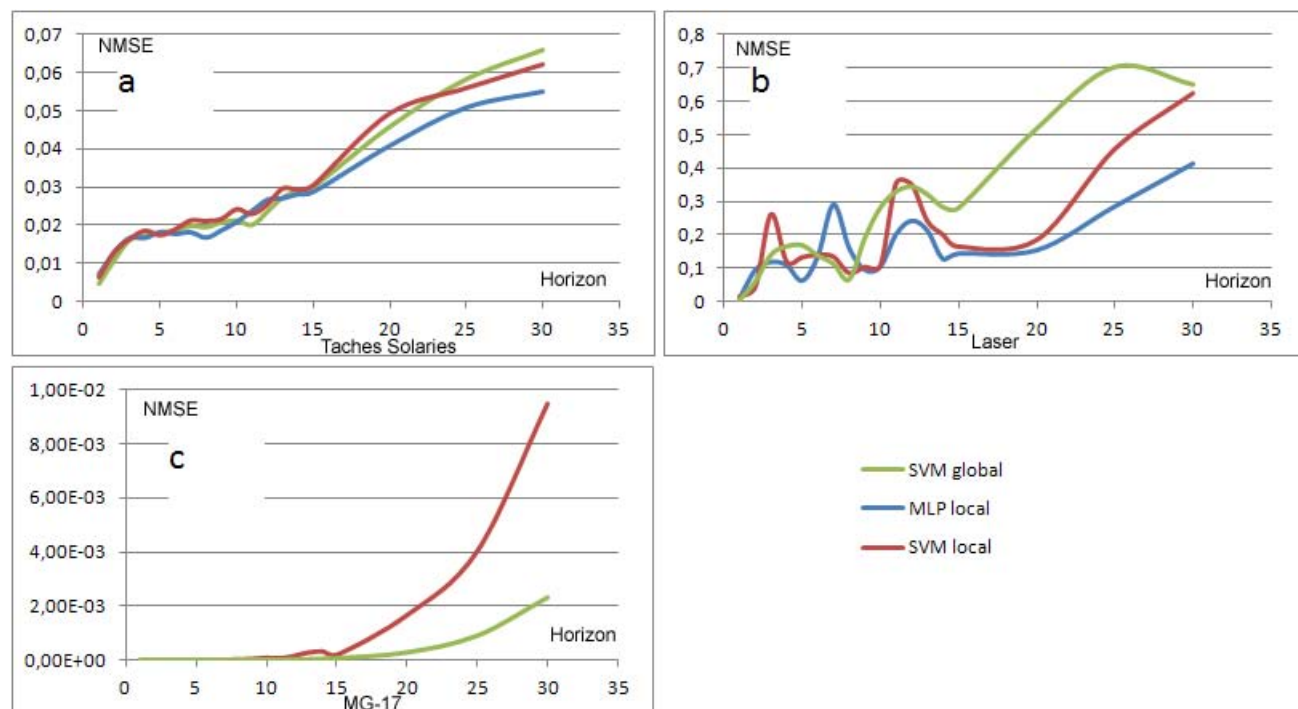 NMSE
a
0,07
0,06
0,05
0,04
0,03
0,02
0,01
0
Horizon
0 5 10 15 20 25 30 35
Taches Solaries
NMSE
b
0,8
0,7
0,6
0,5
0,4
0,3
0,2
0,1
0
Horizon
0 5 10 15 20 25 30 35
Laser
NMSE
c
1,00E-02
8,00E-03
6,00E-03
4,00E-03
2,00E-03
0,00E+00
Horizon
0 5 10 15 20 25 30 35
MG-17
SVM global
MLP local
SVM local